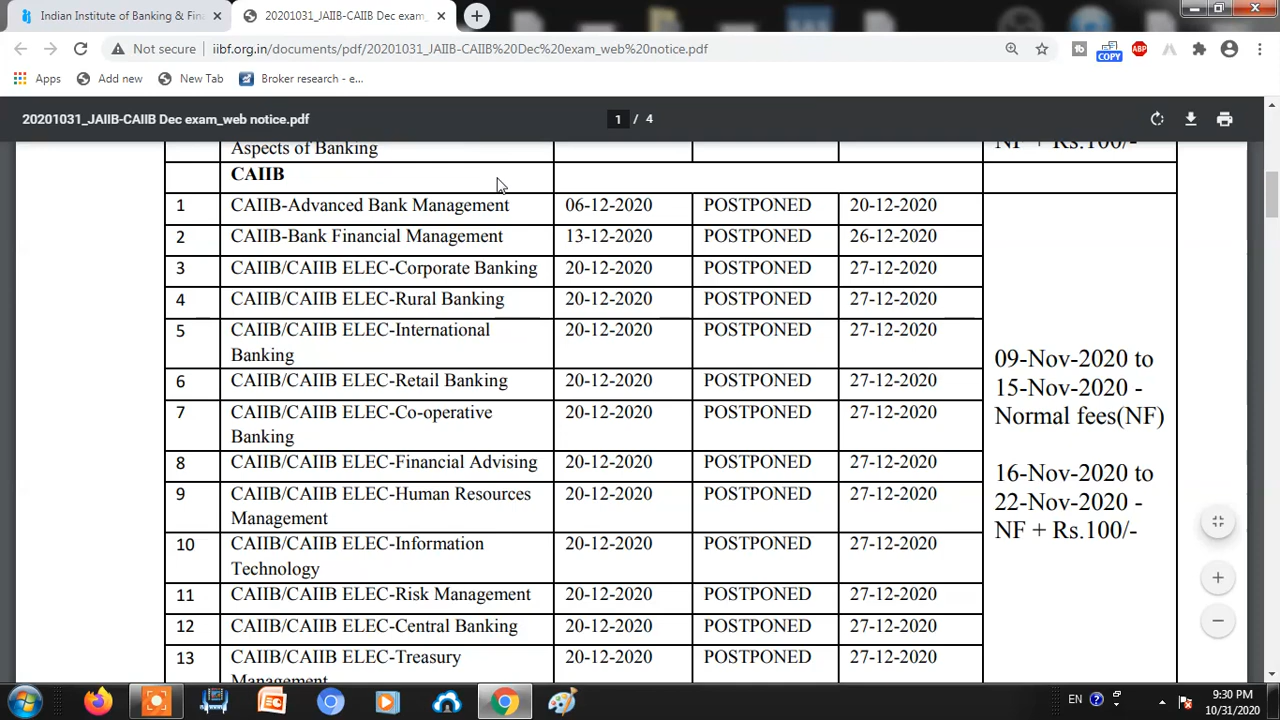 Indian Institute of Banking & Fin
20201031_JAIIB-CAIIB Dec exam_
Not secure
iibf.org.in/documents/pdf/20201031_JAIIB-CAIIB%20Dec%20exam_web%20notice.pdf
ABP
COPY
Apps
Add new
New Tab
Broker research - e...
20201031_JAIIB-CAIIB Dec exam_web notice.pdf
1 / 4
Aspects of Banking
NF + Rs.100/-
CAIIB
1 CAIIB-Advanced Bank Management 06-12-2020 POSTPONED 20-12-2020
2 CAIIB-Bank Financial Management 13-12-2020 POSTPONED 26-12-2020
3 CAIIB/CAIIB ELEC-Corporate Banking 20-12-2020 POSTPONED 27-12-2020
4 CAIIB/CAIIB ELEC-Rural Banking 20-12-2020 POSTPONED 27-12-2020
5 CAIIB/CAIIB ELEC-International 20-12-2020 POSTPONED 27-12-2020
Banking
6 CAIIB/CAIIB ELEC-Retail Banking 20-12-2020 POSTPONED 27-12-2020
7 CAIIB/CAIIB ELEC-Co-operative 20-12-2020 POSTPONED 27-12-2020
Banking
8 CAIIB/CAIIB ELEC-Financial Advising 20-12-2020 POSTPONED 27-12-2020
9 CAIIB/CAIIB ELEC-Human Resources 20-12-2020 POSTPONED 27-12-2020
Management
10 CAIIB/CAIIB ELEC-Information 20-12-2020 POSTPONED 27-12-2020
Technology
11 CAIIB/CAIIB ELEC-Risk Management 20-12-2020 POSTPONED 27-12-2020
12 CAIIB/CAIIB ELEC-Central Banking 20-12-2020 POSTPONED 27-12-2020
13 CAIIB/CAIIB ELEC-Treasury 20-12-2020 POSTPONED 27-12-2020
Management
09-Nov-2020 to
15-Nov-2020 -
Normal fees(NF)
16-Nov-2020 to
22-Nov-2020 -
NF + Rs.100/-
EN
9:30 PM
10/31/2020